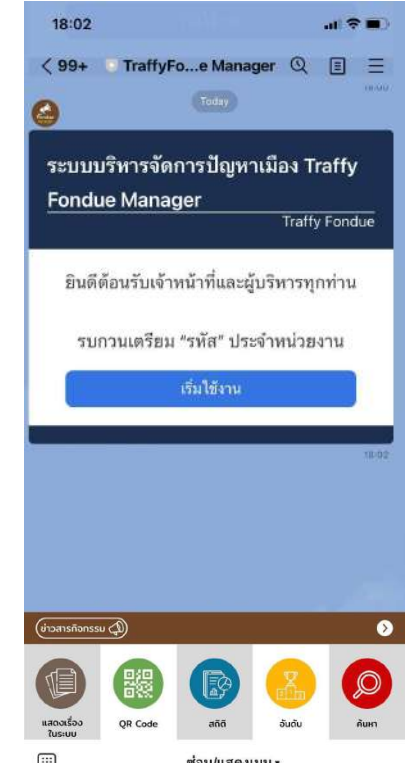 18:02
99+ TraffyFo...e Manager
Today
ระบบบริหารจัดการปัญหาเมือง Traffy
Fondue Manager
Traffy Fondue
ยินดีต้อนรับเจ้าหน้าที่และผู้บริหารทุกท่าน
รบกวนเตรียม “รหัส” ประจำหน่วยงาน
เริ่มใช้งาน
18:02
ข่าวสารกิจกรรม
แสดงเรื่อง
ในระบบ
QR Code
สถิติ
อันดับ
ค้นหา